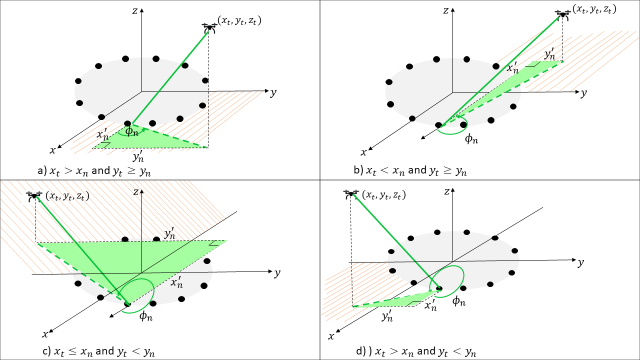 z
(x_t, y_t, z_t)
y
x
x'_n
ϕ_n
y'_n
a) x_t > x_n and y_t ≥ y_n
z
(x_t, y_t, z_t)
y'_n
x'_n
y
ϕ_n
x
b) x_t < x_n and y_t ≥ y_n
z
(x_t, y_t, z_t)
y'_n
y
x'_n
ϕ_n
x
c) x_t ≤ x_n and y_t < y_n
z
(x_t, y_t, z_t)
y
ϕ_n
x'_n
y'_n
x
d) ) x_t > x_n and y_t < y_n